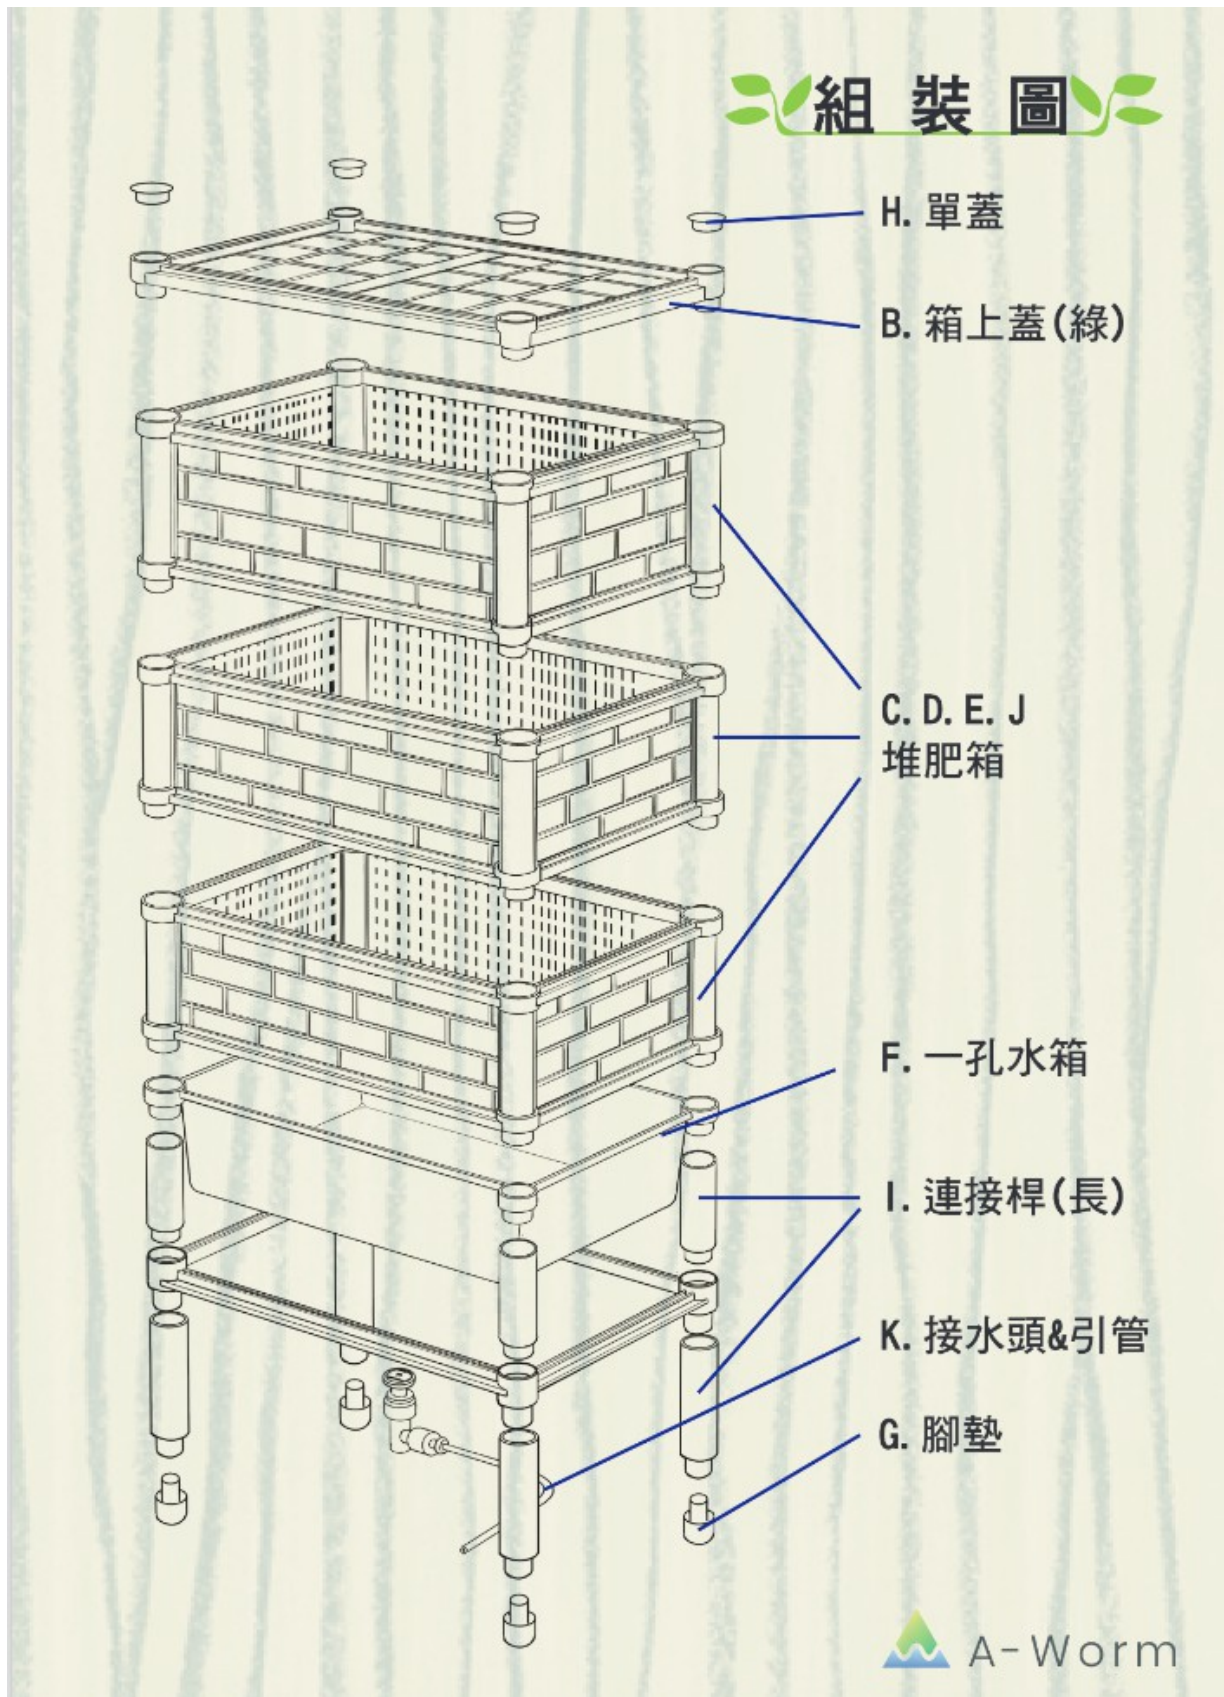 組裝圖
H. 單蓋
B. 箱上蓋(綠)
C. D. E. J
堆肥箱
F. 一孔水箱
I. 連接桿(長)
K. 接水頭&引管
G. 腳墊
A-Worm